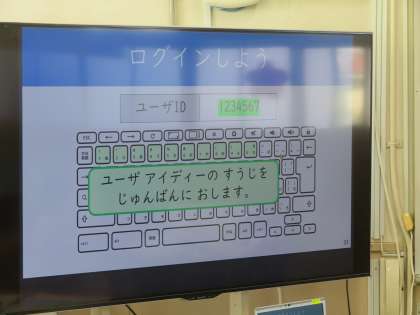 ログインしよう
ユーザID 1234567
ユーザ アイディーの すうじを
じゅんばんに おします。